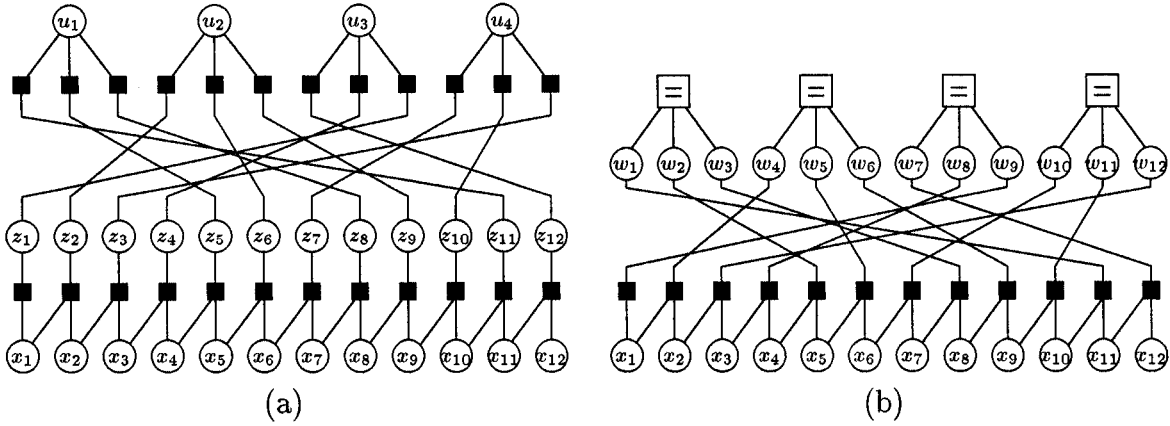 u₁ u₂ u₃ u₄
= = = =
w₁ w₂ w₃ w₄ w₅ w₆ w₇ w₈ w₉ w₁₀ w₁₁ w₁₂
z₁ z₂ z₃ z₄ z₅ z₆ z₇ z₈ z₉ z₁₀ z₁₁ z₁₂
x₁ x₂ x₃ x₄ x₅ x₆ x₇ x₈ x₉ x₁₀ x₁₁ x₁₂
x₁ x₂ x₃ x₄ x₅ x₆ x₇ x₈ x₉ x₁₀ x₁₁ x₁₂
(a)
(b)